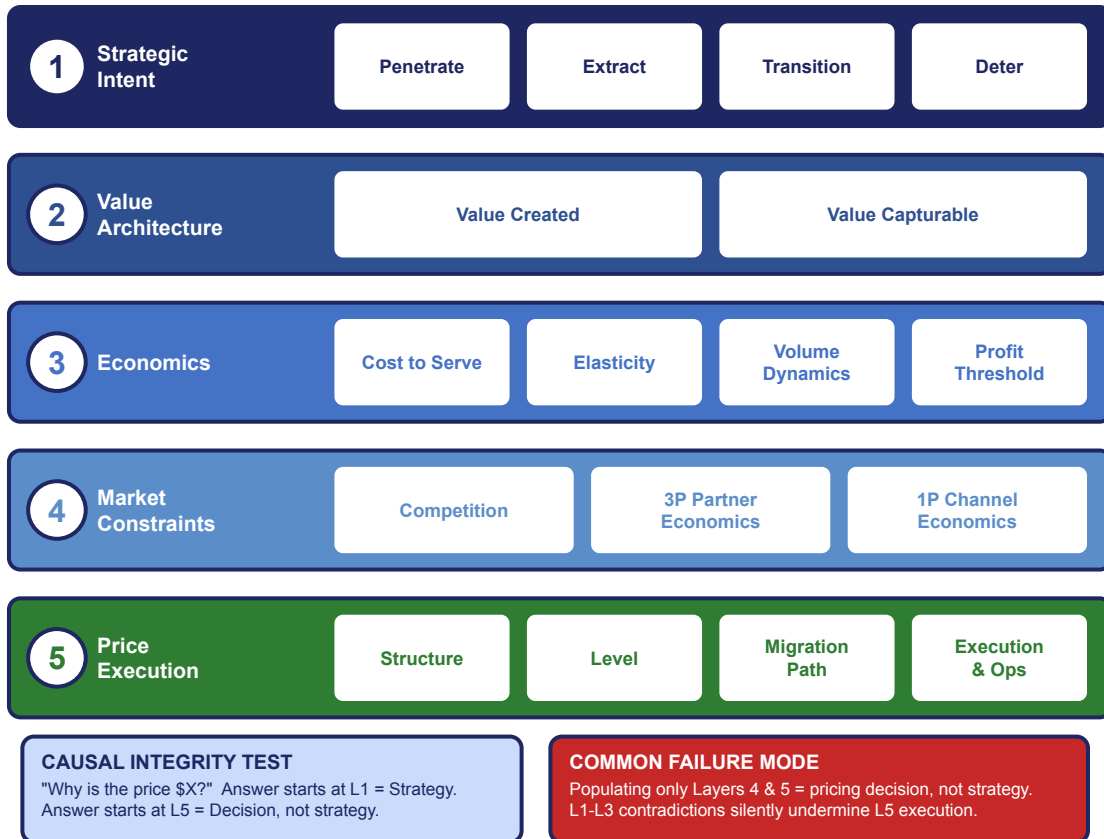 1
Strategic
Intent
Penetrate
Extract
Transition
Deter
2
Value
Architecture
Value Created
Value Capturable
3
Economics
Cost to Serve
Elasticity
Volume
Dynamics
Profit
Threshold
4
Market
Constraints
Competition
3P Partner
Economics
1P Channel
Economics
5
Price
Execution
Structure
Level
Migration
Path
Execution
& Ops
CAUSAL INTEGRITY TEST
"Why is the price $X?" Answer starts at L1 = Strategy.
Answer starts at L5 = Decision, not strategy.
COMMON FAILURE MODE
Populating only Layers 4 & 5 = pricing decision, not strategy.
L1-L3 contradictions silently undermine L5 execution.